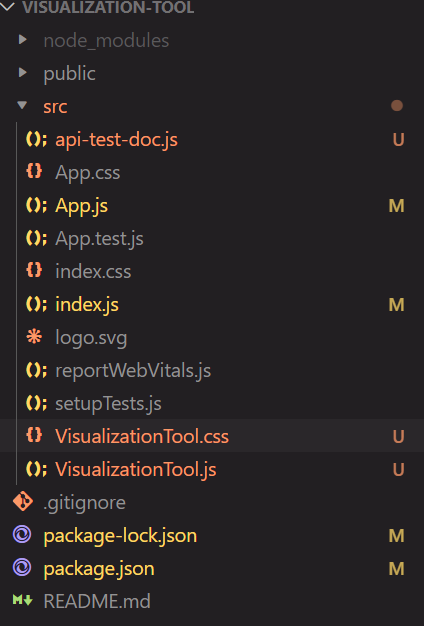 VISUALIZATION-TOOL
node_modules
public
src
api-test-doc.js U
App.css
App.js M
App.test.js
index.css
index.js M
logo.svg
reportWebVitals.js
setupTests.js
VisualizationTool.css U
VisualizationTool.js U
.gitignore
package-lock.json M
package.json M
README.md